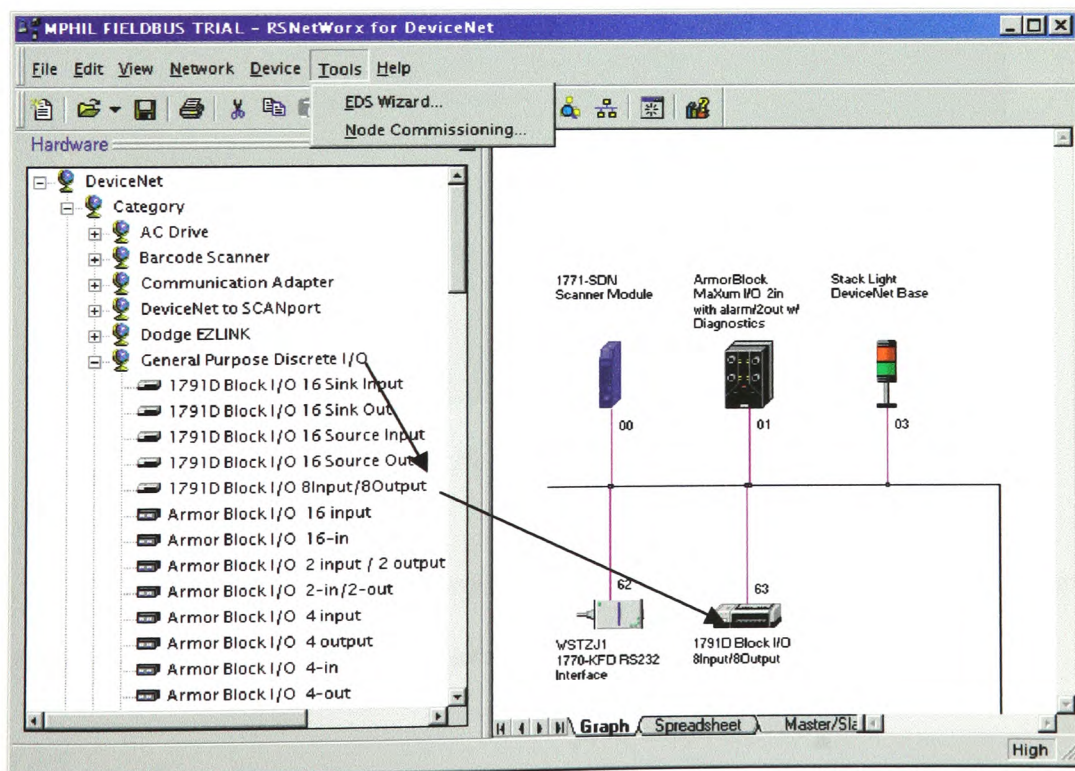 MPHIL FIELDBUS TRIAL - RSNetWorx for DeviceNet
File Edit View Network Device Tools Help
EDS Wizard...
Node Commissioning...
Hardware
DeviceNet
Category
AC Drive
Barcode Scanner
Communication Adapter
DeviceNet to SCANport
Dodge EZLINK
General Purpose Discrete I/O
1791D Block I/O 16 Sink Input
1791D Block I/O 16 Sink Out
1791D Block I/O 16 Source Input
1791D Block I/O 16 Source Out
1791D Block I/O 8Input/8Output
Armor Block I/O 16 input
Armor Block I/O 16-in
Armor Block I/O 2 input / 2 output
Armor Block I/O 2-in/2-out
Armor Block I/O 4 input
Armor Block I/O 4 output
Armor Block I/O 4-in
Armor Block I/O 4-out
1771-SDN
Scanner Module
ArmorBlock
MaXum I/O 2in
with alarm/2out w/
Diagnostics
Stack Light
DeviceNet Base
00
01
03
62
63
WSTZJ1
1770-KFD RS232
Interface
1791D Block I/O
8Input/8Output
Graph Spreadsheet Master/Sla
High